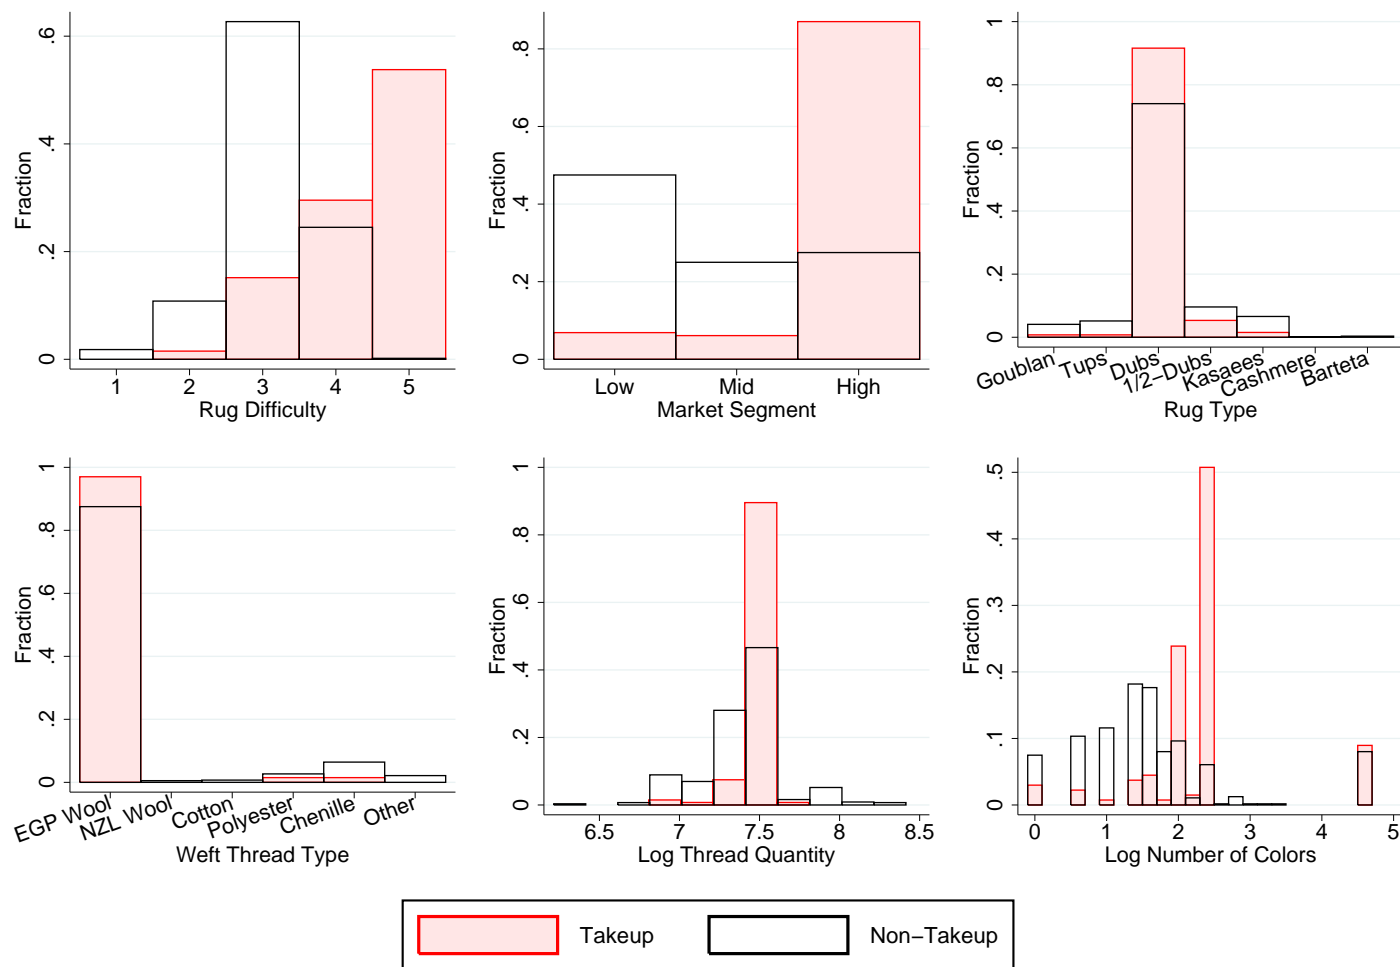 Fraction
0
.2
.4
.6
1
2
3
4
5
Rug Difficulty
Fraction
0
.2
.4
.6
.8
Low
Mid
High
Market Segment
Fraction
0
.2
.4
.6
.8
1
Goublan
Tups
Dubs
1/2−Dubs
Kasaees
Cashmere
Barteta
Rug Type
Fraction
0
.2
.4
.6
.8
1
EGP Wool
NZL Wool
Cotton
Polyester
Chenille
Other
Weft Thread Type
Fraction
0
.2
.4
.6
.8
1
6.5
7
7.5
8
8.5
Log Thread Quantity
Fraction
0
.1
.2
.3
.4
.5
0
1
2
3
4
5
Log Number of Colors
Takeup
Non−Takeup